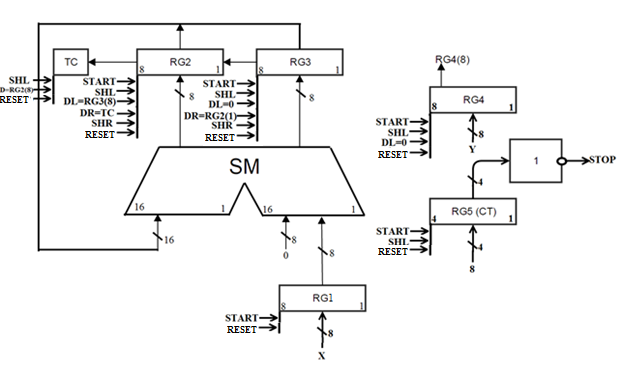 TC
RG2
8
1
RG3
8
1
SHL
D=RG2(8)
RESET
START
SHL
DL=RG3(8)
DR=TC
SHR
RESET
8
START
SHL
DL=0
DR=RG2(1)
SHR
RESET
8
SM
16
1
16
1
16
8
0
8
RG1
8
1
START
RESET
8
X
RG4(8)
RG4
8
1
START
SHL
DL=0
RESET
8
Y
1
STOP
4
RG5 (CT)
4
1
START
SHL
RESET
4
8